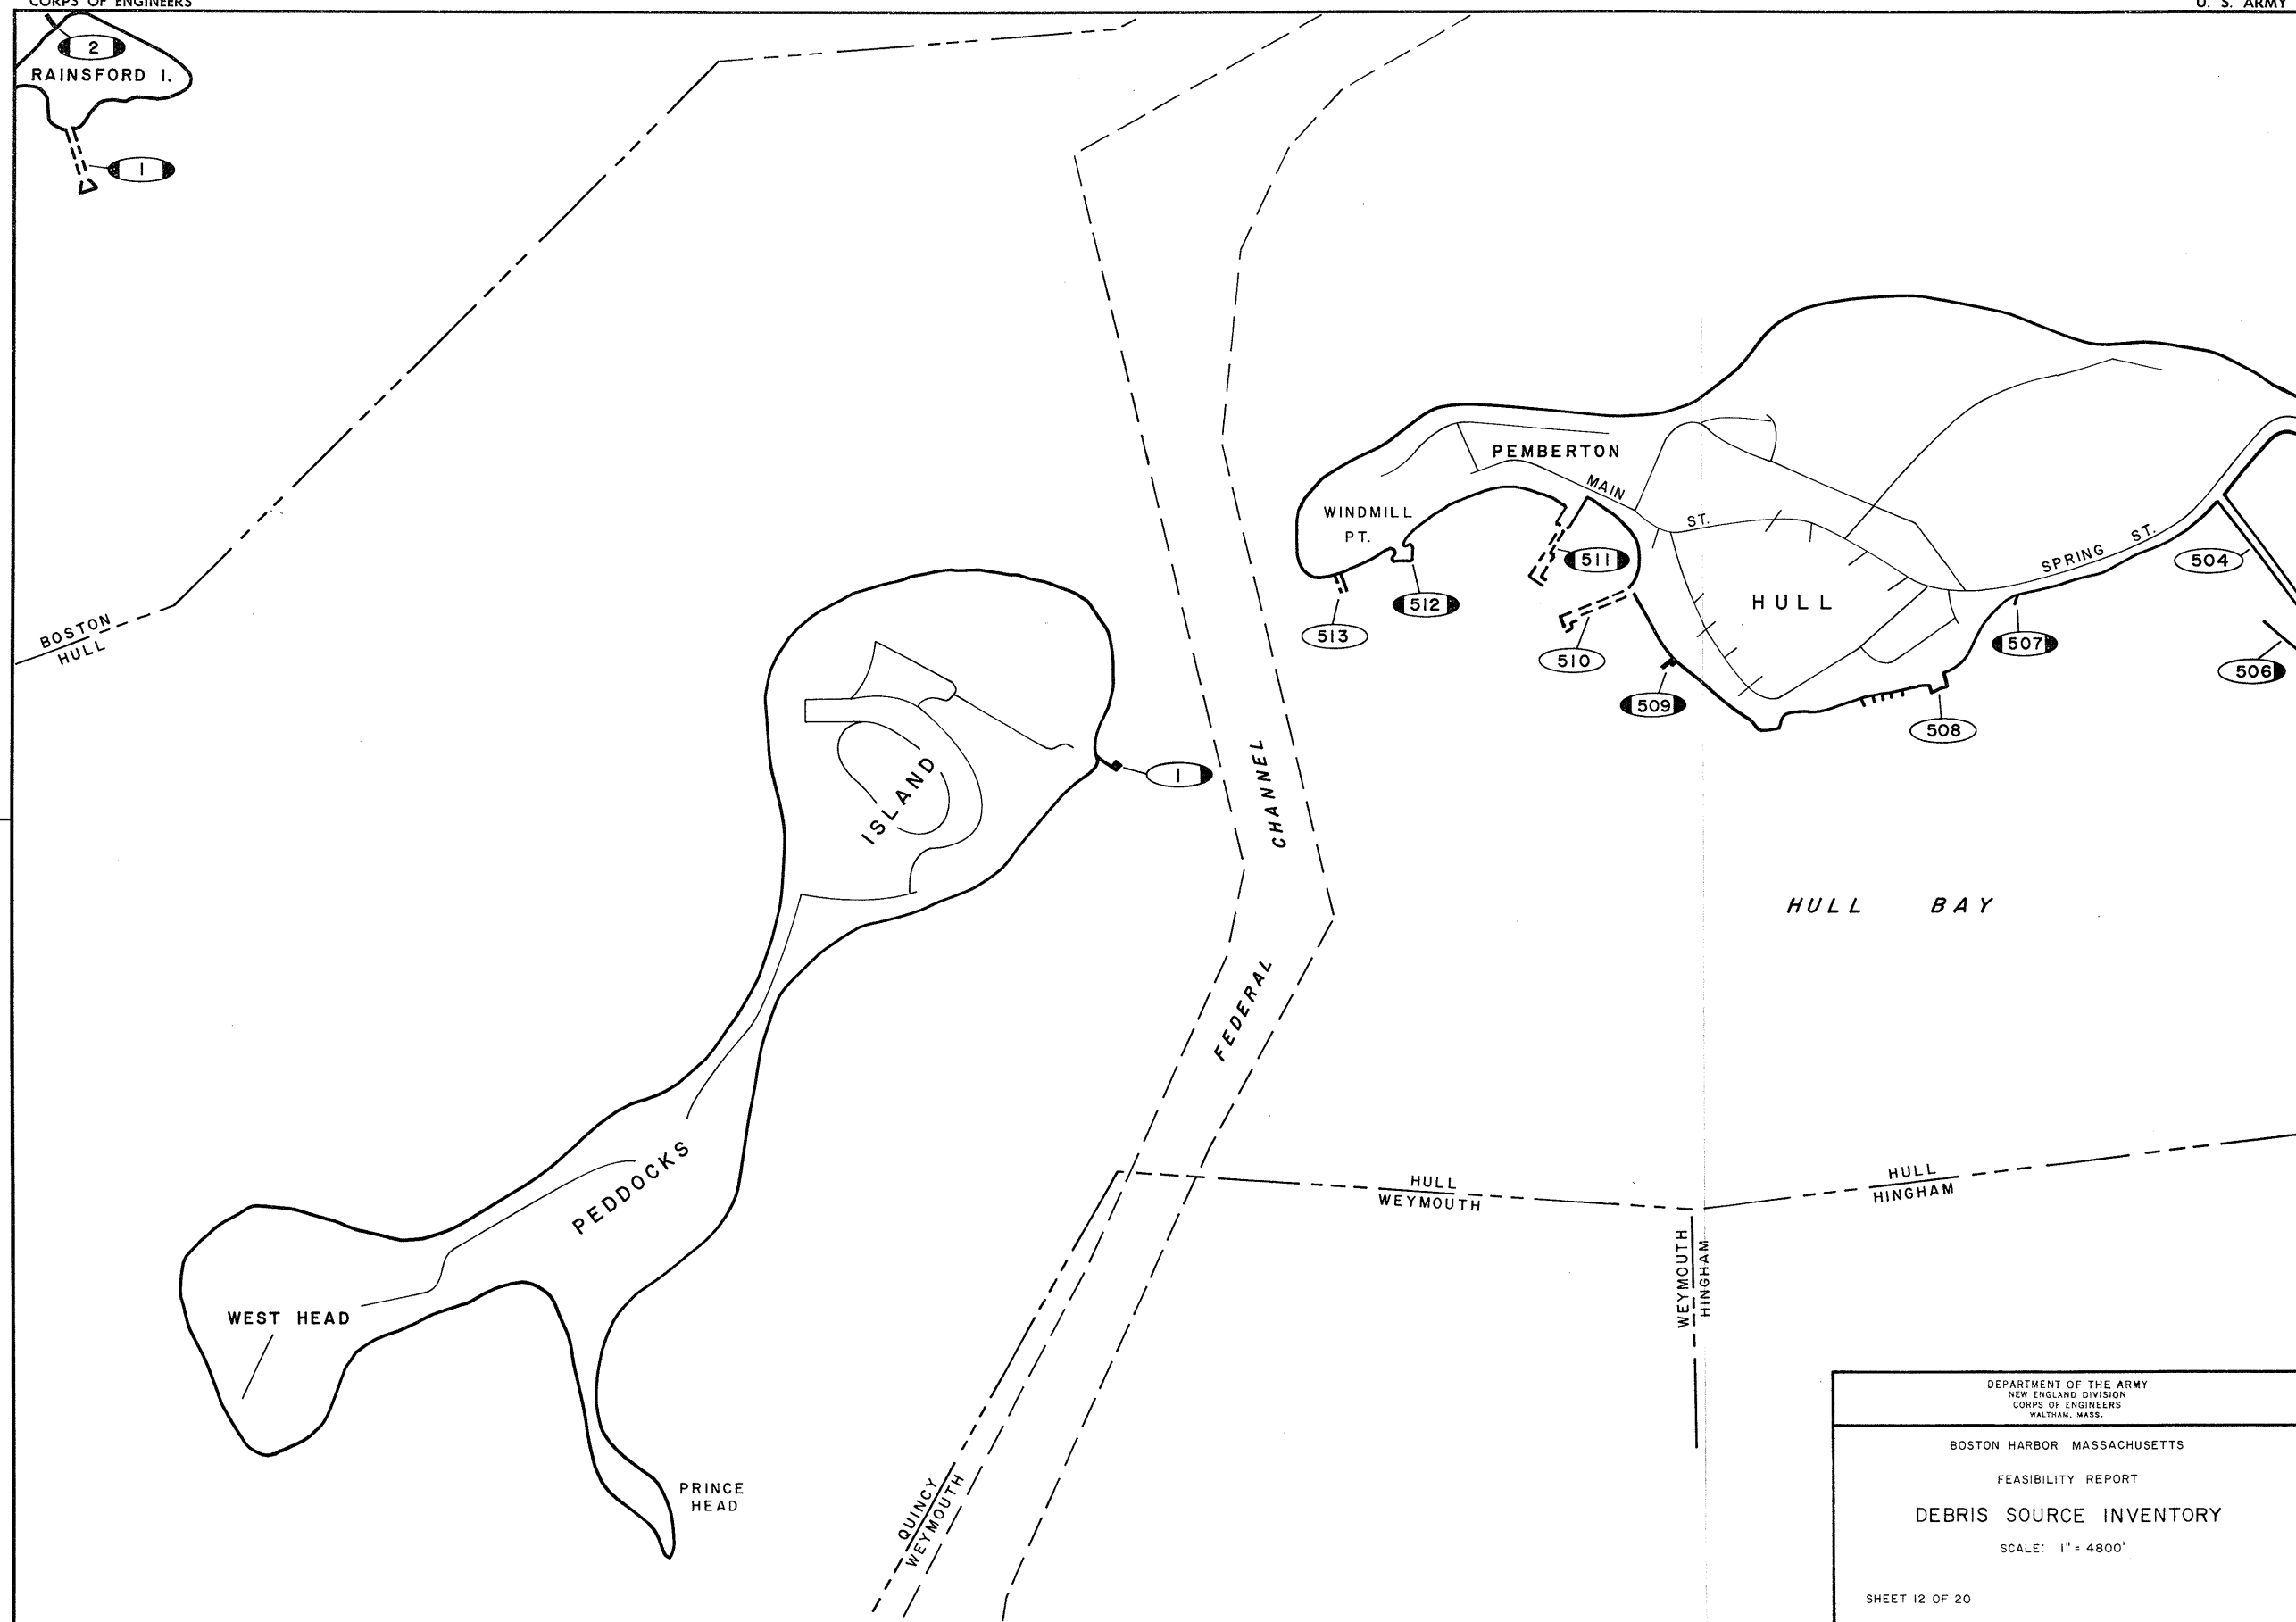 CORPS OF ENGINEERS
U. S. ARMY
2
RAINSFORD I.
1
PEMBERTON
MAIN
ST.
WINDMILL
PT.
SPRING ST.
511
504
512
513
510
HULL
507
506
509
508
BOSTON
HULL
1
ISLAND
CHANNEL
FEDERAL
HULL BAY
PEDDOCKS
HULL
WEYMOUTH
HULL
HINGHAM
WEYMOUTH
HINGHAM
WEST HEAD
PRINCE
HEAD
QUINCY
WEYMOUTH
DEPARTMENT OF THE ARMY
NEW ENGLAND DIVISION
CORPS OF ENGINEERS
WALTHAM, MASS.
BOSTON HARBOR MASSACHUSETTS
FEASIBILITY REPORT
DEBRIS SOURCE INVENTORY
SCALE: 1" = 4800'
SHEET 12 OF 20